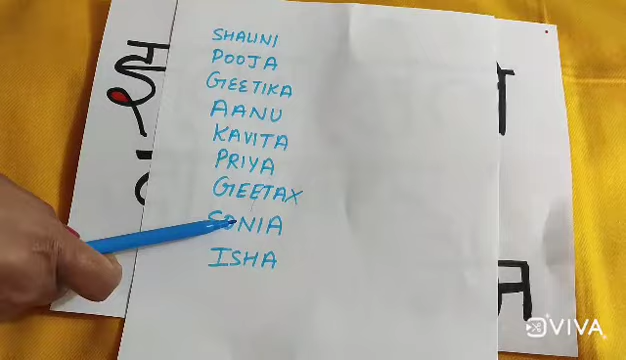 SHALINI
POOJA
GEETIKA
AANU
KAVITA
PRIYA
GEETAX
SONIA
ISHA
VIVA